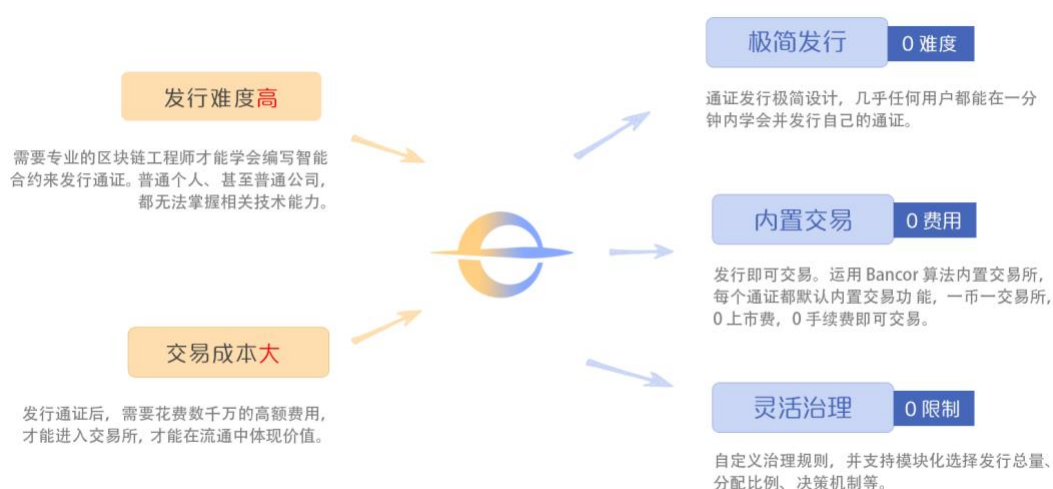 发行难度高
需要专业的区块链工程师才能学会编写智能
合约来发行通证。普通个人、甚至普通公司，
都无法掌握相关技术能力。
交易成本大
发行通证后，需要花费数千万的高额费用，
才能进入交易所，才能在流通中体现价值。
极简发行
0 难度
通证发行极简设计，几乎任何用户都能在一分
钟内学会并发行自己的通证。
内置交易
0 费用
发行即可交易。运用 Bancor 算法内置交易所，
每个通证都默认内置交易功 能，一币一交易所，
0 上市费，0 手续费即可交易。
灵活治理
0 限制
自定义治理规则，并支持模块化选择发行总量、
分配比例、决策机制等。